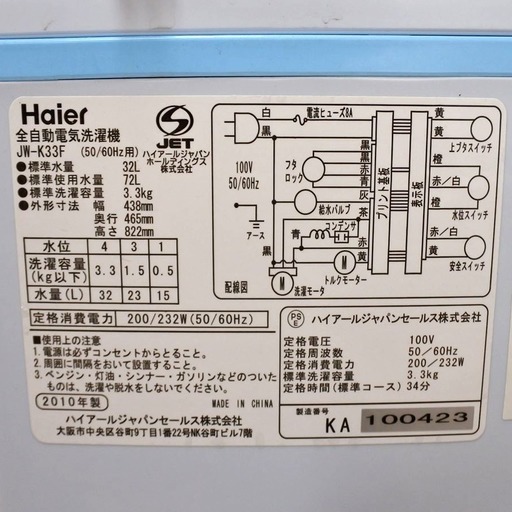 Haier
全自動電気洗濯機
JW-K33F (50/60Hz用)
JET
ハイアールジャパン
ホールディングス
株式会社
●標準水量 32L
●標準使用水量 72L
●洗濯容量 3.3kg
●外形寸法 幅 438mm
奥行 465mm
高さ 822mm
水位 4 3 1
洗濯容量(kg以下) 3.3 1.5 0.5
水量(L) 32 23 15
定格消費電力 200/232W(50/60Hz)
白
電流ヒューズ8A
黒
黒
100V
50/60Hz
アース
フタ
ロック
給水バルブ
黒
黒
青
青
灰
茶
コンデンサ
青
赤
黄
配線図
洗濯モータ
トルクモータ
M
M
プリント基板
表示板
黄
黄
上ブタスイッチ
橙
赤/白
水位スイッチ
橙
赤/白
安全スイッチ
黄
■使用上の注意
1.電源は必ずコンセントからとること。
2.周囲に間隔をおいて設置すること。
3.ベンジン・灯油・シンナー・ガソリンなどのついた
ものは、洗濯や脱水をしないでください。
2010年製 MADE IN CHINA
ハイアールジャパンセールス株式会社
大阪市中央区谷町9丁目1番22号NK谷町ビル7階
PS
E
ハイアールジャパンセールス株式会社
定格電圧 100V
定格周波数 50/60Hz
定格消費電力 200/232W
標準洗濯容量 3.3kg
定格時間(標準コース) 34分
製造番号
KA 100423